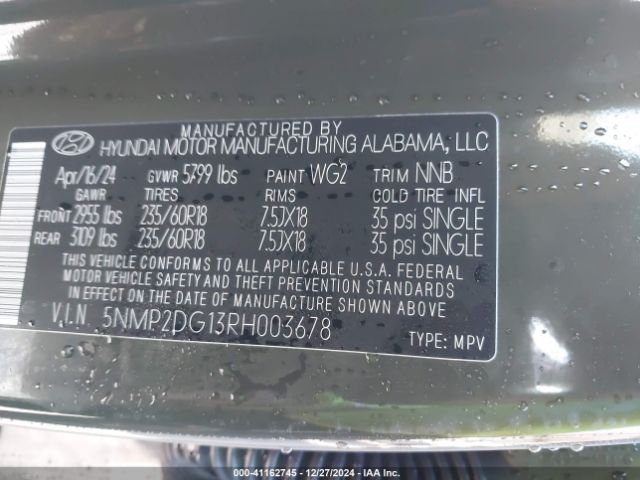 MANUFACTURED BY
HYUNDAI MOTOR MANUFACTURING ALABAMA, LLC
Apr/16/24 GVWR 5799 lbs PAINT WG2 TRIM NNB
GAWR TIRES RIMS COLD TIRE INFL
FRONT 2955 lbs 235/60R18 7.5JX18 35 psi SINGLE
REAR 3109 lbs 235/60R18 7.5JX18 35 psi SINGLE
THIS VEHICLE CONFORMS TO ALL APPLICABLE U.S.A. FEDERAL
MOTOR VEHICLE SAFETY AND THEFT PREVENTION STANDARDS
IN EFFECT ON THE DATE OF MANUFACTURE SHOWN ABOVE.
V.I.N 5NMP2DG13RH003678
TYPE: MPV
000-41162745 - 12/27/2024 - IAA Inc.